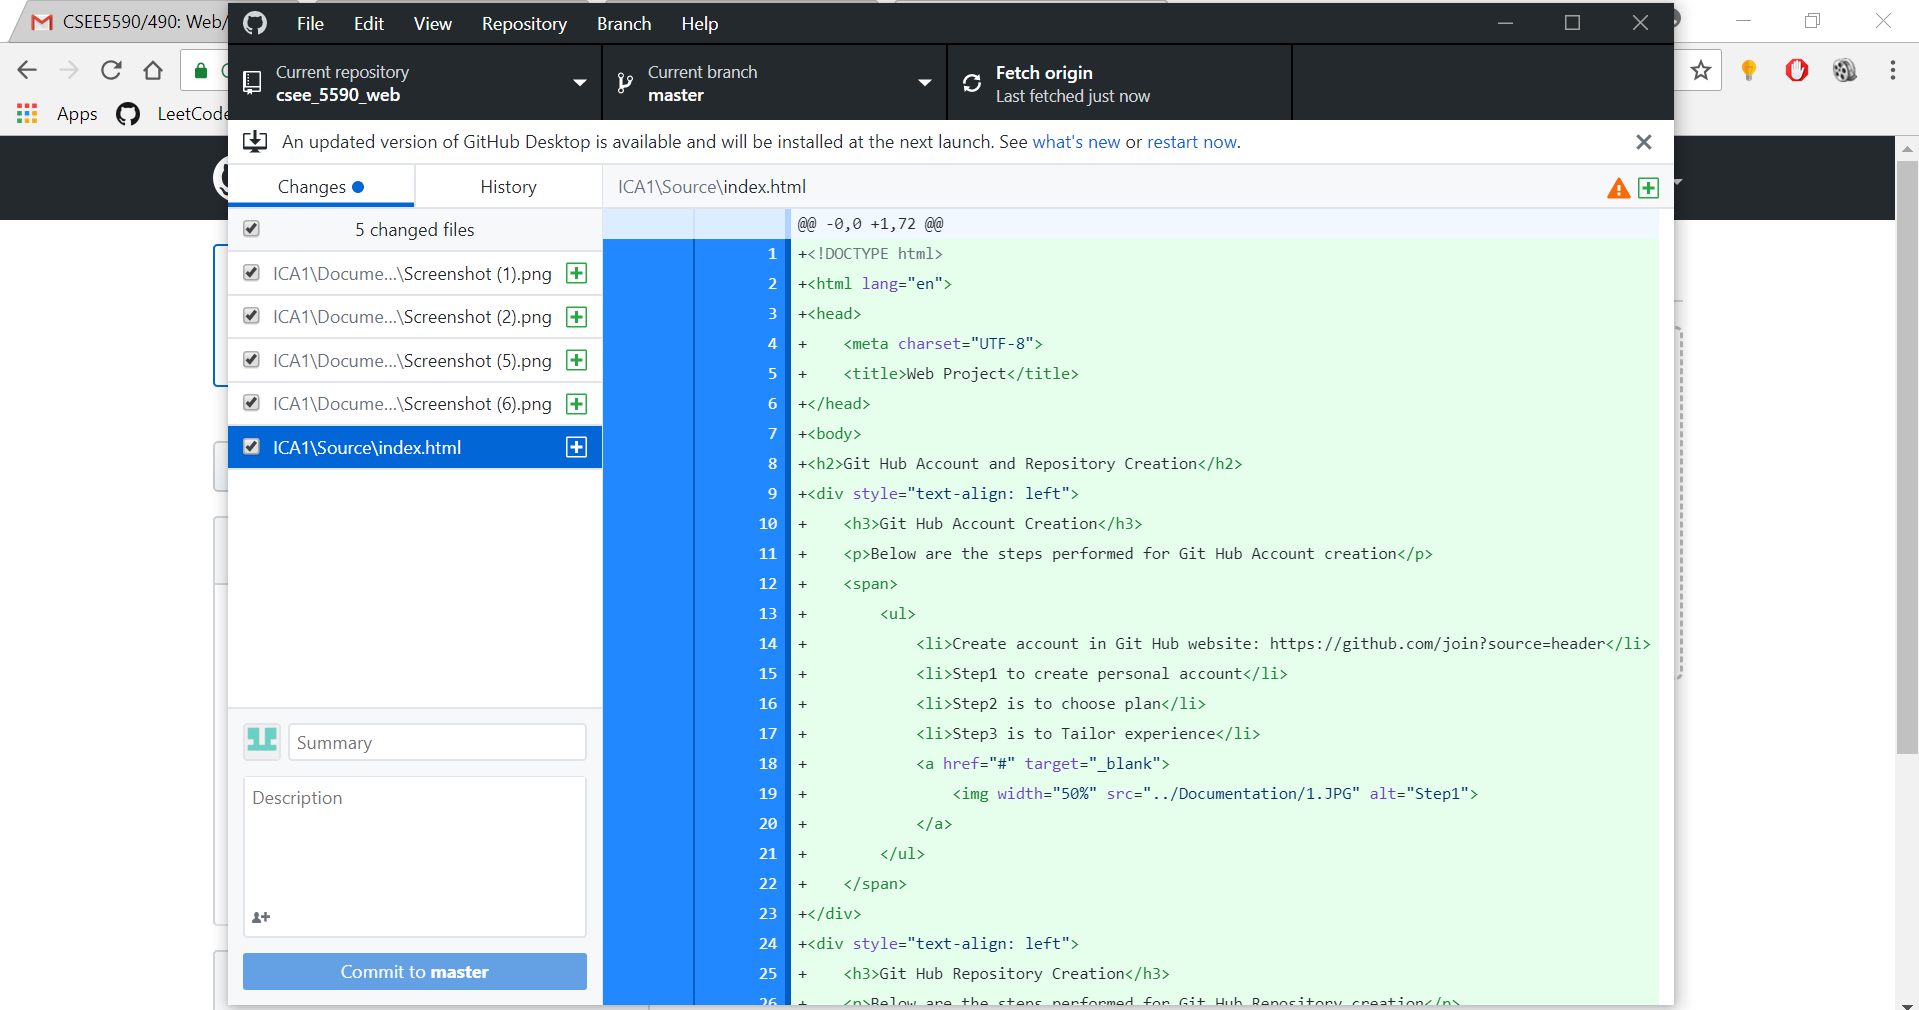 CSEE5590/490: Web/
File Edit View Repository Branch Help
Current repository
csee_5590_web
Current branch
master
Fetch origin
Last fetched just now
Apps LeetCode
An updated version of GitHub Desktop is available and will be installed at the next launch. See what's new or restart now.
Changes History
ICA1\Source\index.html
5 changed files
ICA1\Docume...\Screenshot (1).png
ICA1\Docume...\Screenshot (2).png
ICA1\Docume...\Screenshot (5).png
ICA1\Docume...\Screenshot (6).png
ICA1\Source\index.html
Summary
Description
Commit to master
@@ -0,0 +1,72 @@
1 +<!DOCTYPE html>
2 +<html lang="en">
3 +<head>
4 +    <meta charset="UTF-8">
5 +    <title>Web Project</title>
6 +</head>
7 +<body>
8 +<h2>Git Hub Account and Repository Creation</h2>
9 +<div style="text-align: left">
10 +    <h3>Git Hub Account Creation</h3>
11 +    <p>Below are the steps performed for Git Hub Account creation</p>
12 +    <span>
13 +        <ul>
14 +            <li>Create account in Git Hub website: https://github.com/join?source=header</li>
15 +            <li>Step1 to create personal account</li>
16 +            <li>Step2 is to choose plan</li>
17 +            <li>Step3 is to Tailor experience</li>
18 +            <a href="#" target="_blank">
19 +                <img width="50%" src="../Documentation/1.JPG" alt="Step1">
20 +            </a>
21 +        </ul>
22 +    </span>
23 +</div>
24 +<div style="text-align: left">
25 +    <h3>Git Hub Repository Creation</h3>
26 +    <p>Below are the steps performed for Git Hub Repository creation</p>